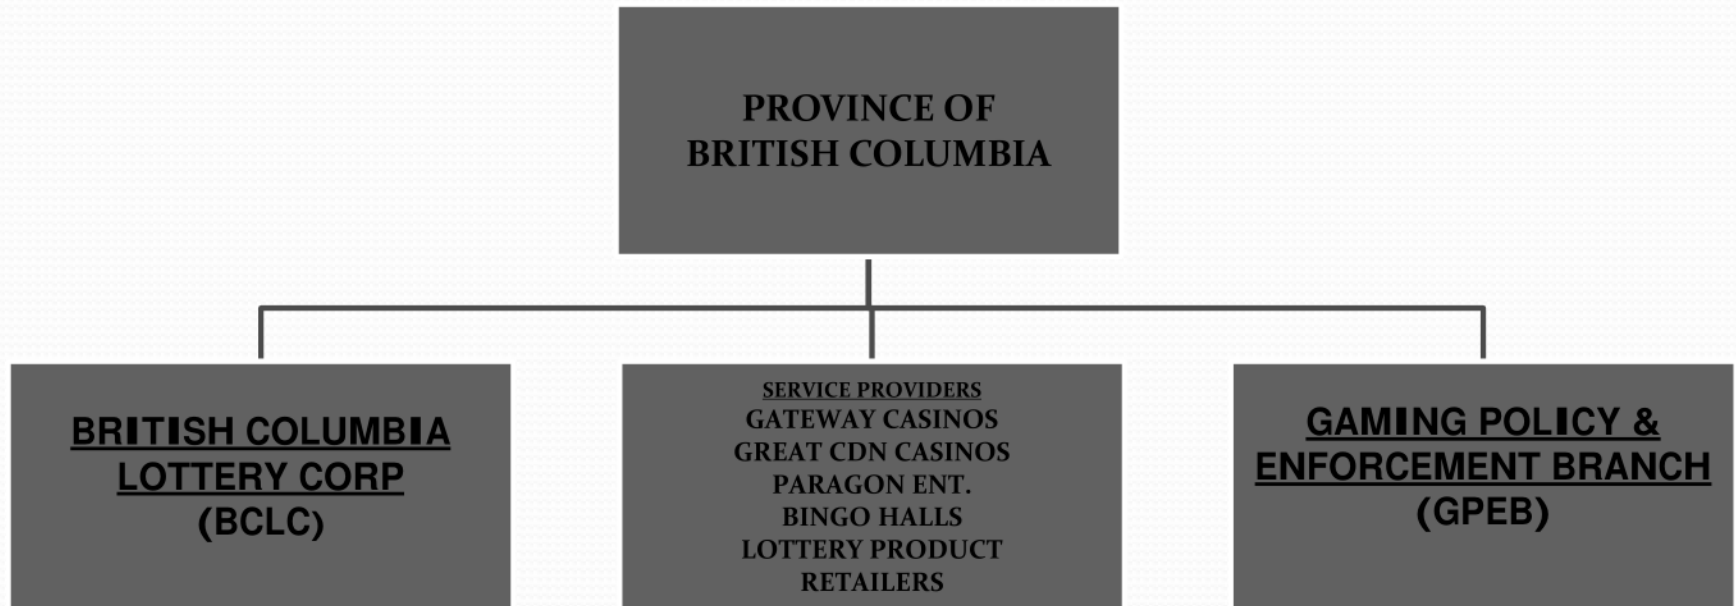 PROVINCE OF
BRITISH COLUMBIA
BRITISH COLUMBIA
LOTTERY CORP
(BCLC)
SERVICE PROVIDERS
GATEWAY CASINOS
GREAT CDN CASINOS
PARAGON ENT.
BINGO HALLS
LOTTERY PRODUCT
RETAILERS
GAMING POLICY &
ENFORCEMENT BRANCH
(GPEB)